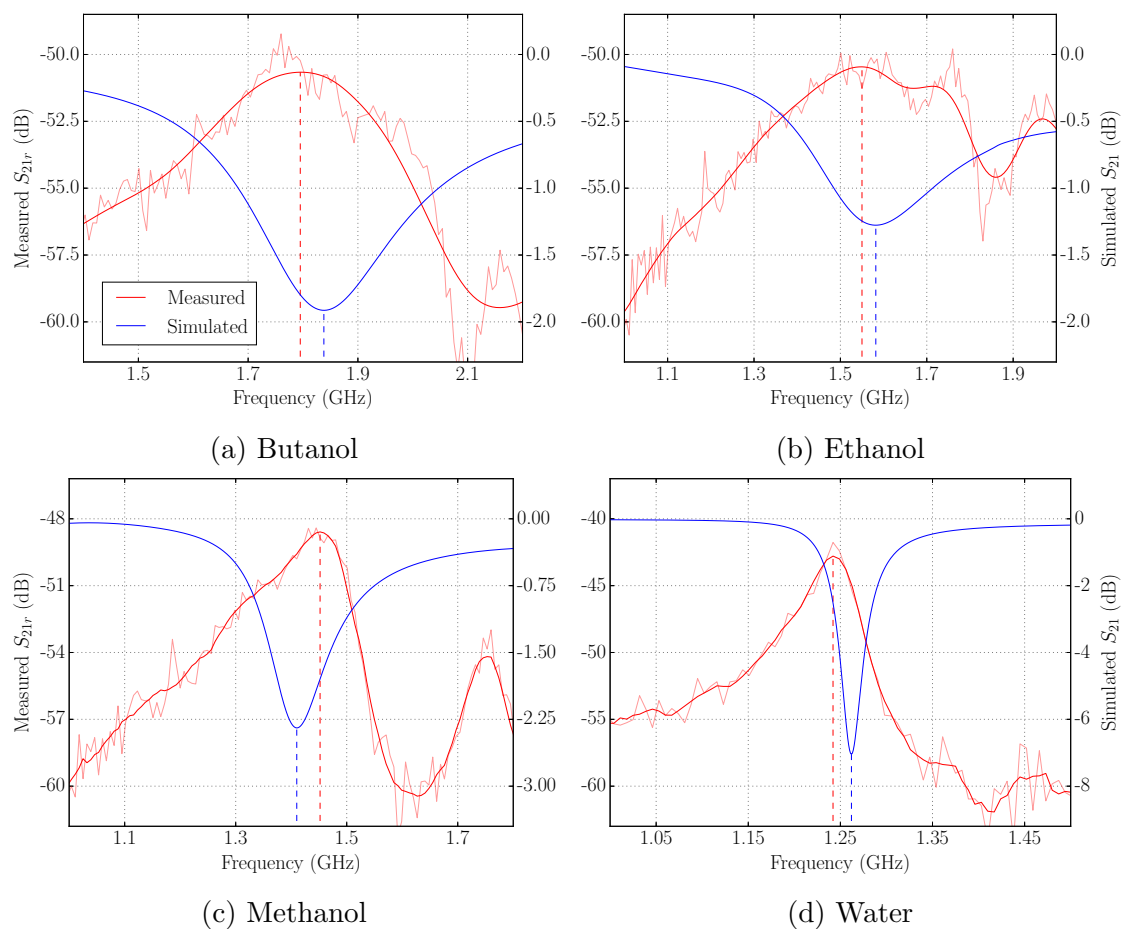 -50.0
-52.5
-55.0
-57.5
-60.0
Measured S21r (dB)
0.0
-0.5
-1.0
-1.5
-2.0
Measured
Simulated
1.5 1.7 1.9 2.1
Frequency (GHz)
(a) Butanol
-50.0
-52.5
-55.0
-57.5
-60.0
0.0
-0.5
-1.0
-1.5
-2.0
Simulated S21 (dB)
1.1 1.3 1.5 1.7 1.9
Frequency (GHz)
(b) Ethanol
-48
-51
-54
-57
-60
Measured S21r (dB)
0.00
-0.75
-1.50
-2.25
-3.00
1.1 1.3 1.5 1.7
Frequency (GHz)
(c) Methanol
-40
-45
-50
-55
-60
0
-2
-4
-6
-8
Simulated S21 (dB)
1.05 1.15 1.25 1.35 1.45
Frequency (GHz)
(d) Water